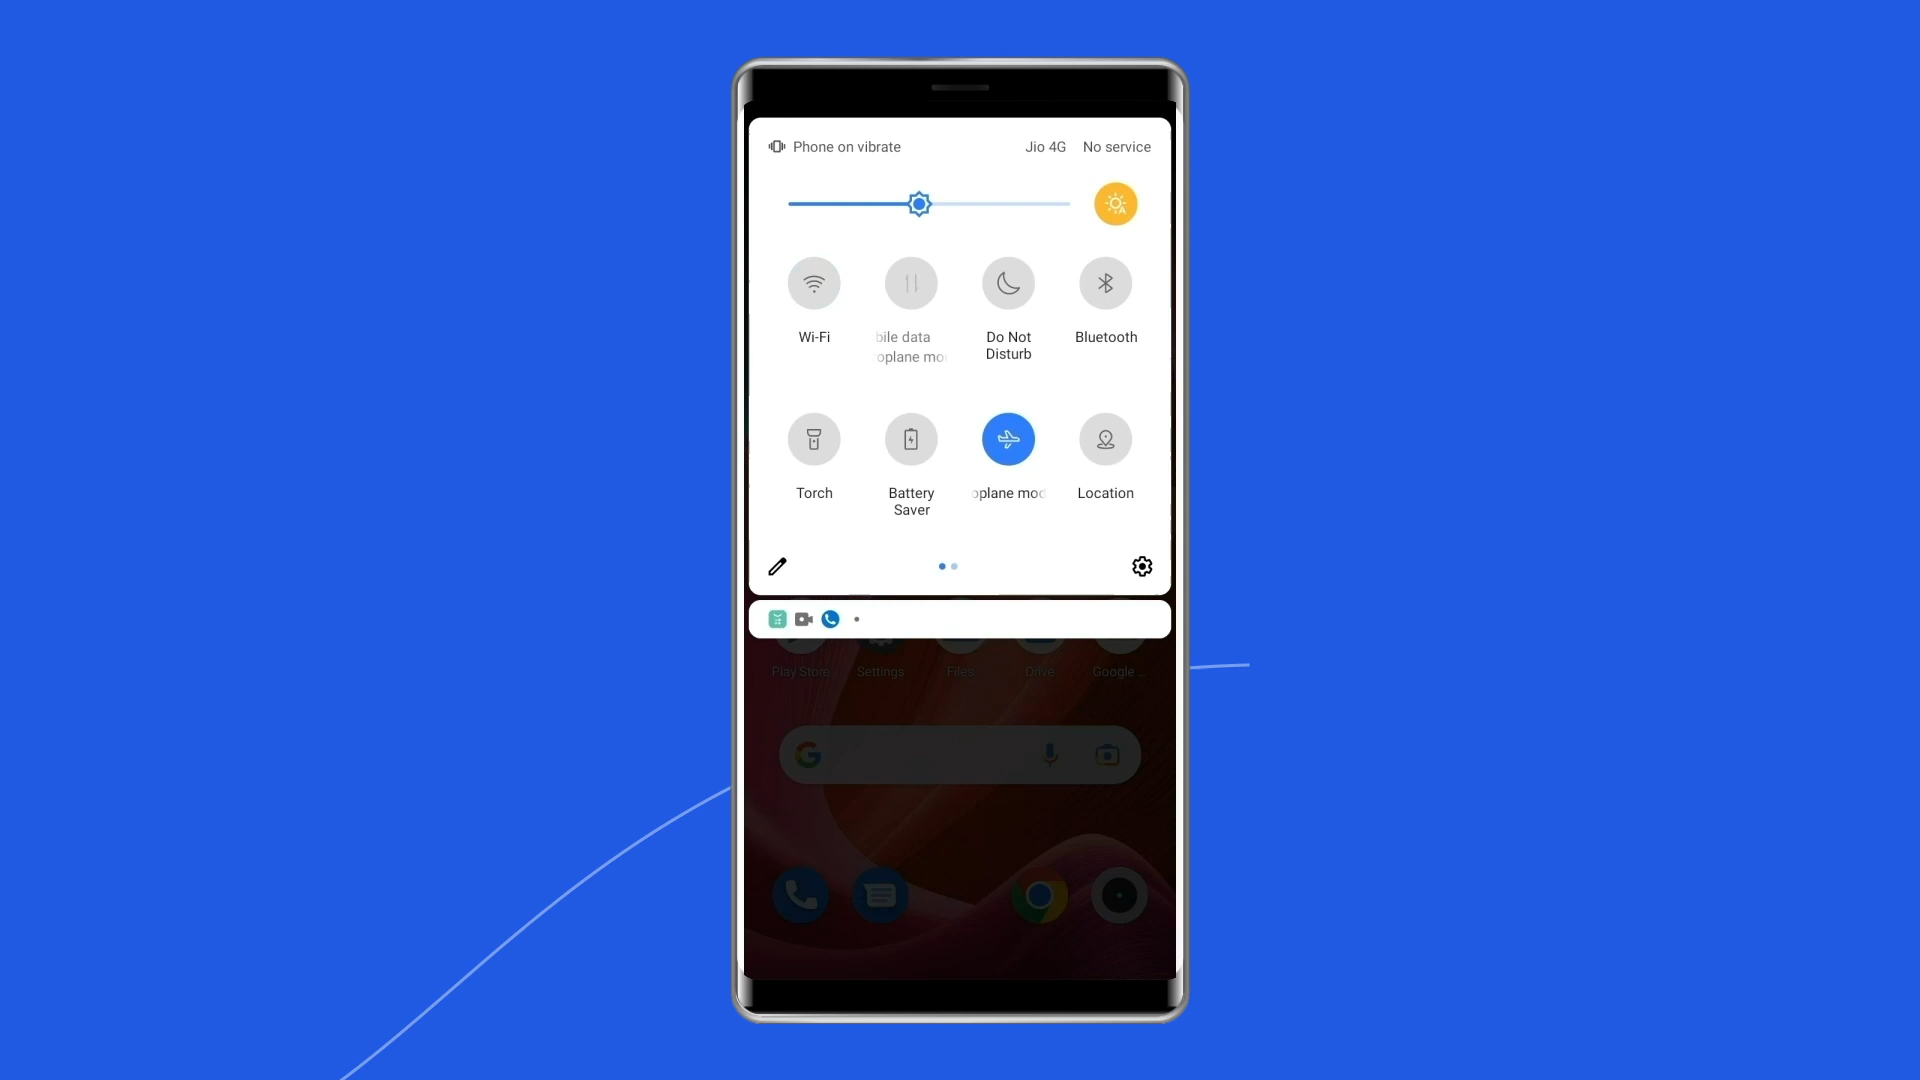 Phone on vibrate Jio 4G No service
Wi-Fi bile data Do Not Bluetooth
oplane mo Disturb
Torch Battery oplane mod Location
Saver
Play Store Settings Files Drive Google ...